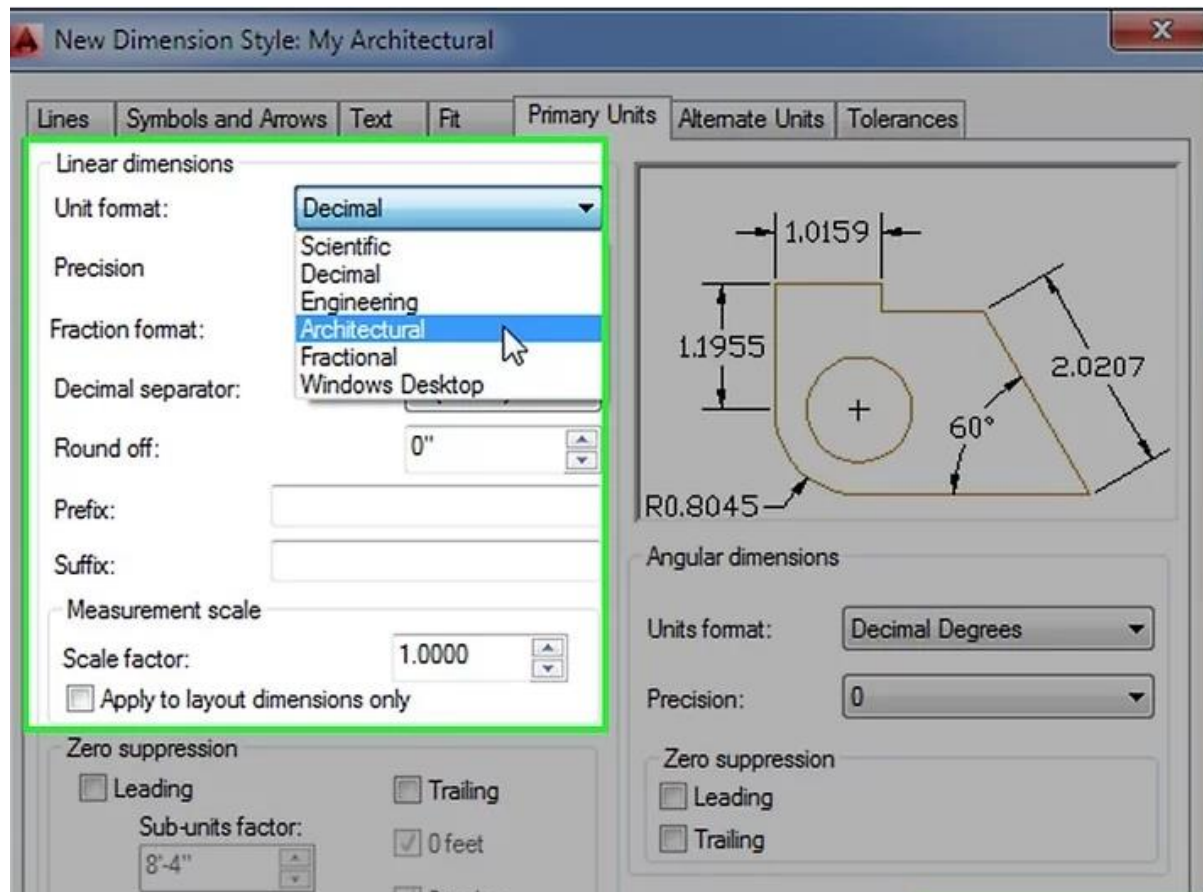 New Dimension Style: My Architectural
Lines
Symbols and Arrows
Text
Fit
Primary Units
Alternate Units
Tolerances
Linear dimensions
Unit format:
Decimal
Scientific
Decimal
Engineering
Architectural
Fractional
Windows Desktop
Precision
Fraction format:
Decimal separator:
Round off:
0"
Prefix:
Suffix:
Measurement scale
Scale factor:
1.0000
Apply to layout dimensions only
Zero suppression
Leading
Trailing
Sub-units factor:
8'-4"
0 feet
1.0159
1.1955
2.0207
60°
R0.8045
Angular dimensions
Units format:
Decimal Degrees
Precision:
0
Zero suppression
Leading
Trailing